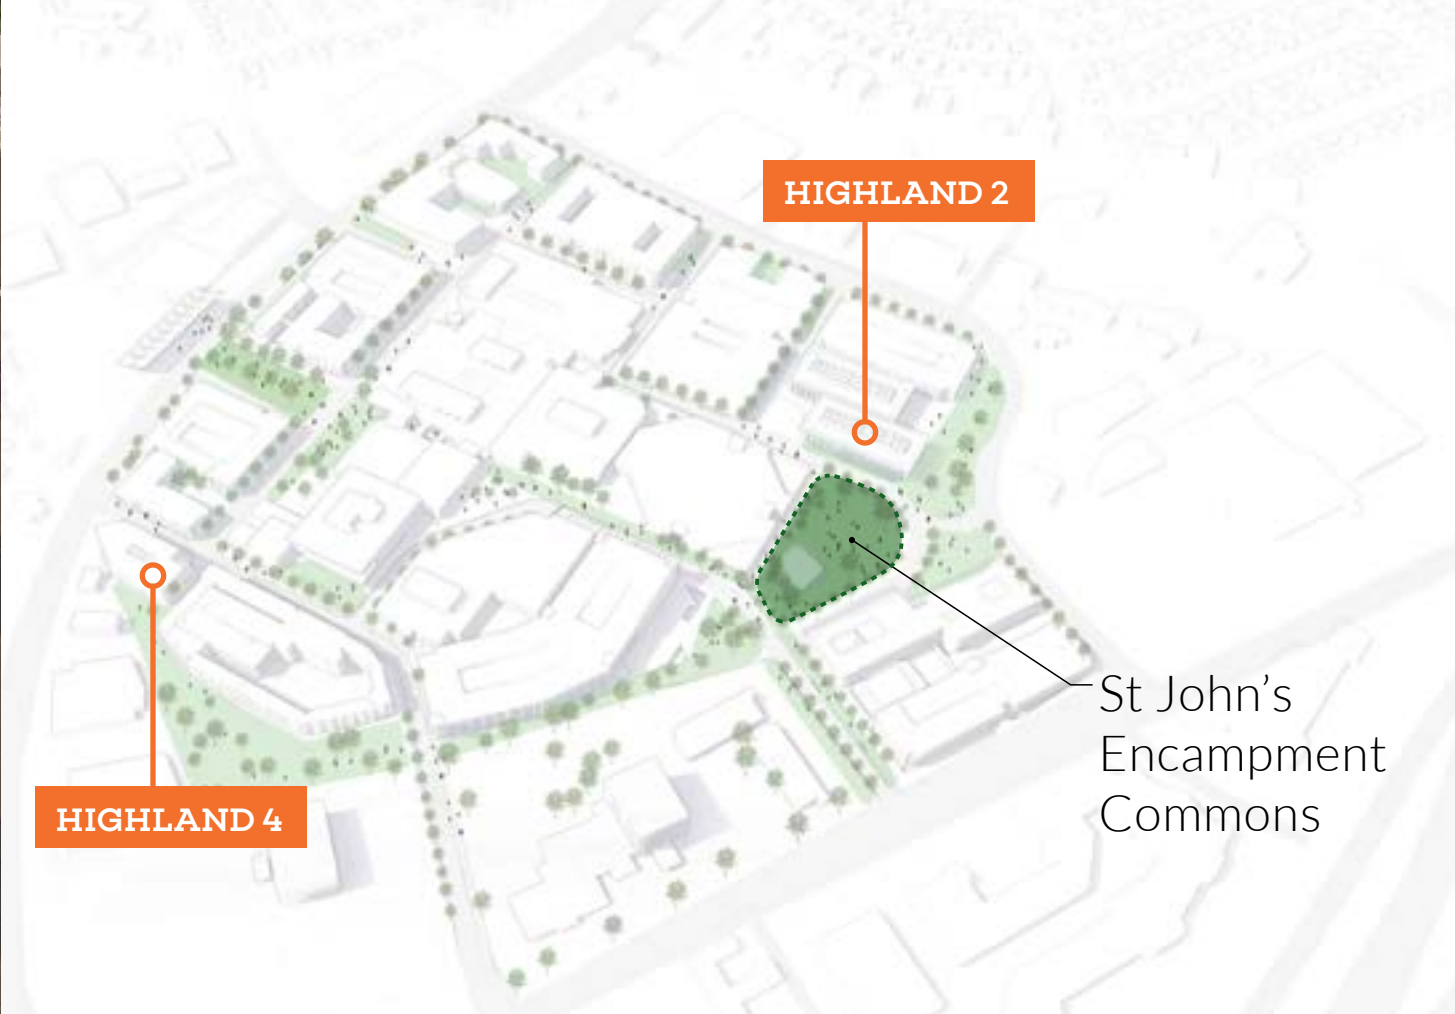 HIGHLAND 2
St John’s
Encampment
Commons
HIGHLAND 4